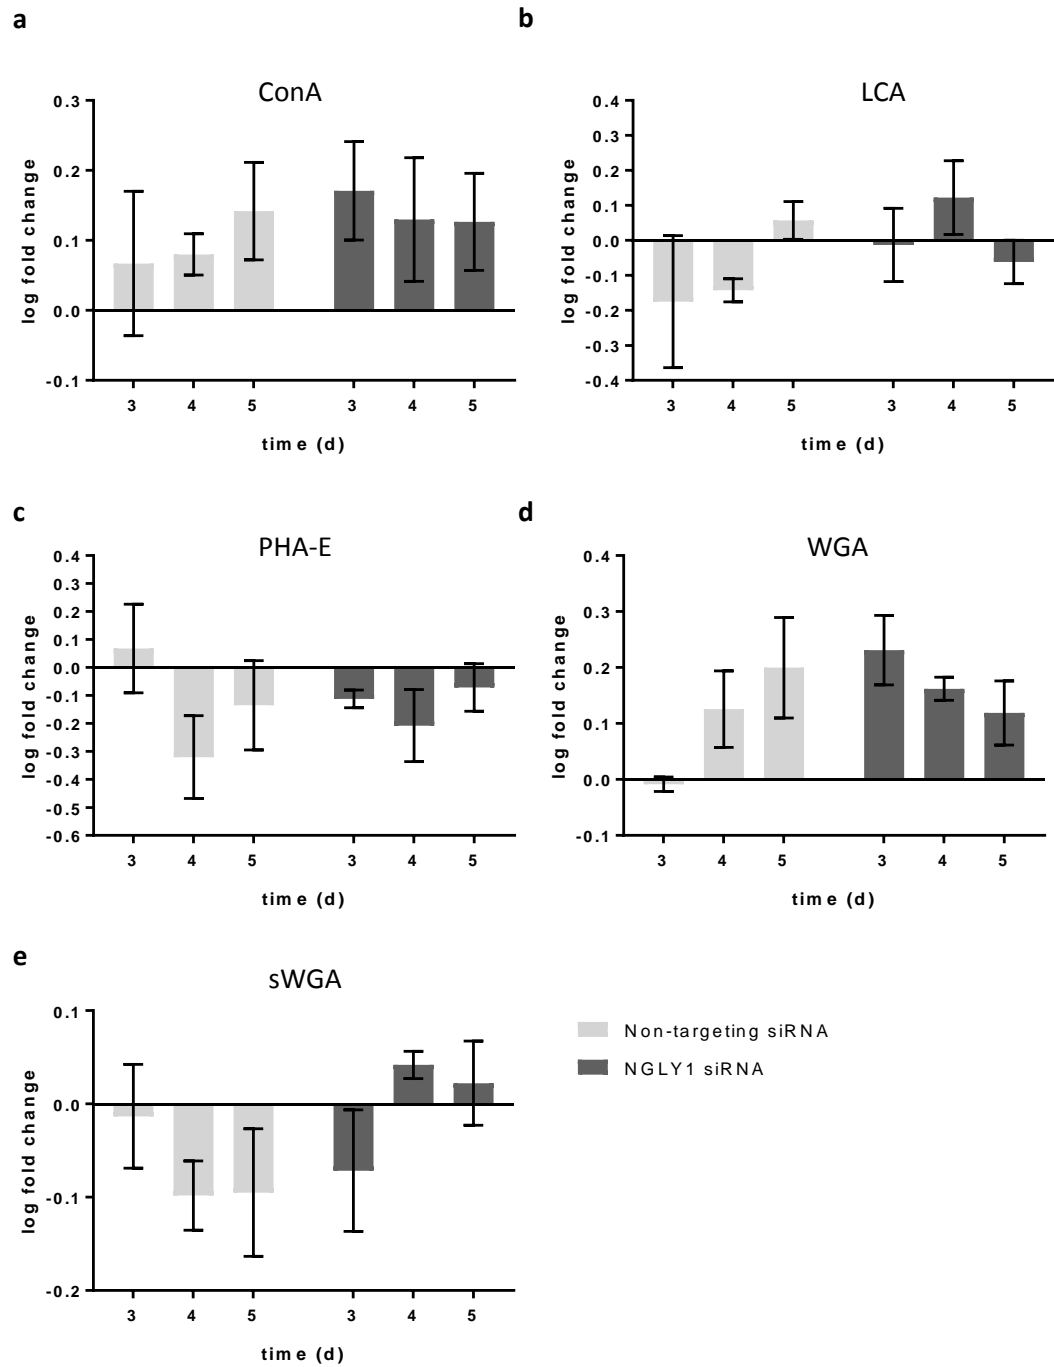 a
ConA
log fold change
0.3
0.2
0.1
0.0
-0.1
3 4 5 3 4 5
time (d)
b
LCA
log fold change
0.4
0.3
0.2
0.1
0.0
-0.1
-0.2
-0.3
-0.4
3 4 5 3 4 5
time (d)
c
PHA-E
log fold change
0.4
0.3
0.2
0.1
0.0
-0.1
-0.2
-0.3
-0.4
-0.5
-0.6
3 4 5 3 4 5
time (d)
d
WGA
log fold change
0.4
0.3
0.2
0.1
0.0
-0.1
3 4 5 3 4 5
time (d)
e
sWGA
log fold change
0.1
0.0
-0.1
-0.2
3 4 5 3 4 5
time (d)
Non-targeting siRNA
NGLY1 siRNA